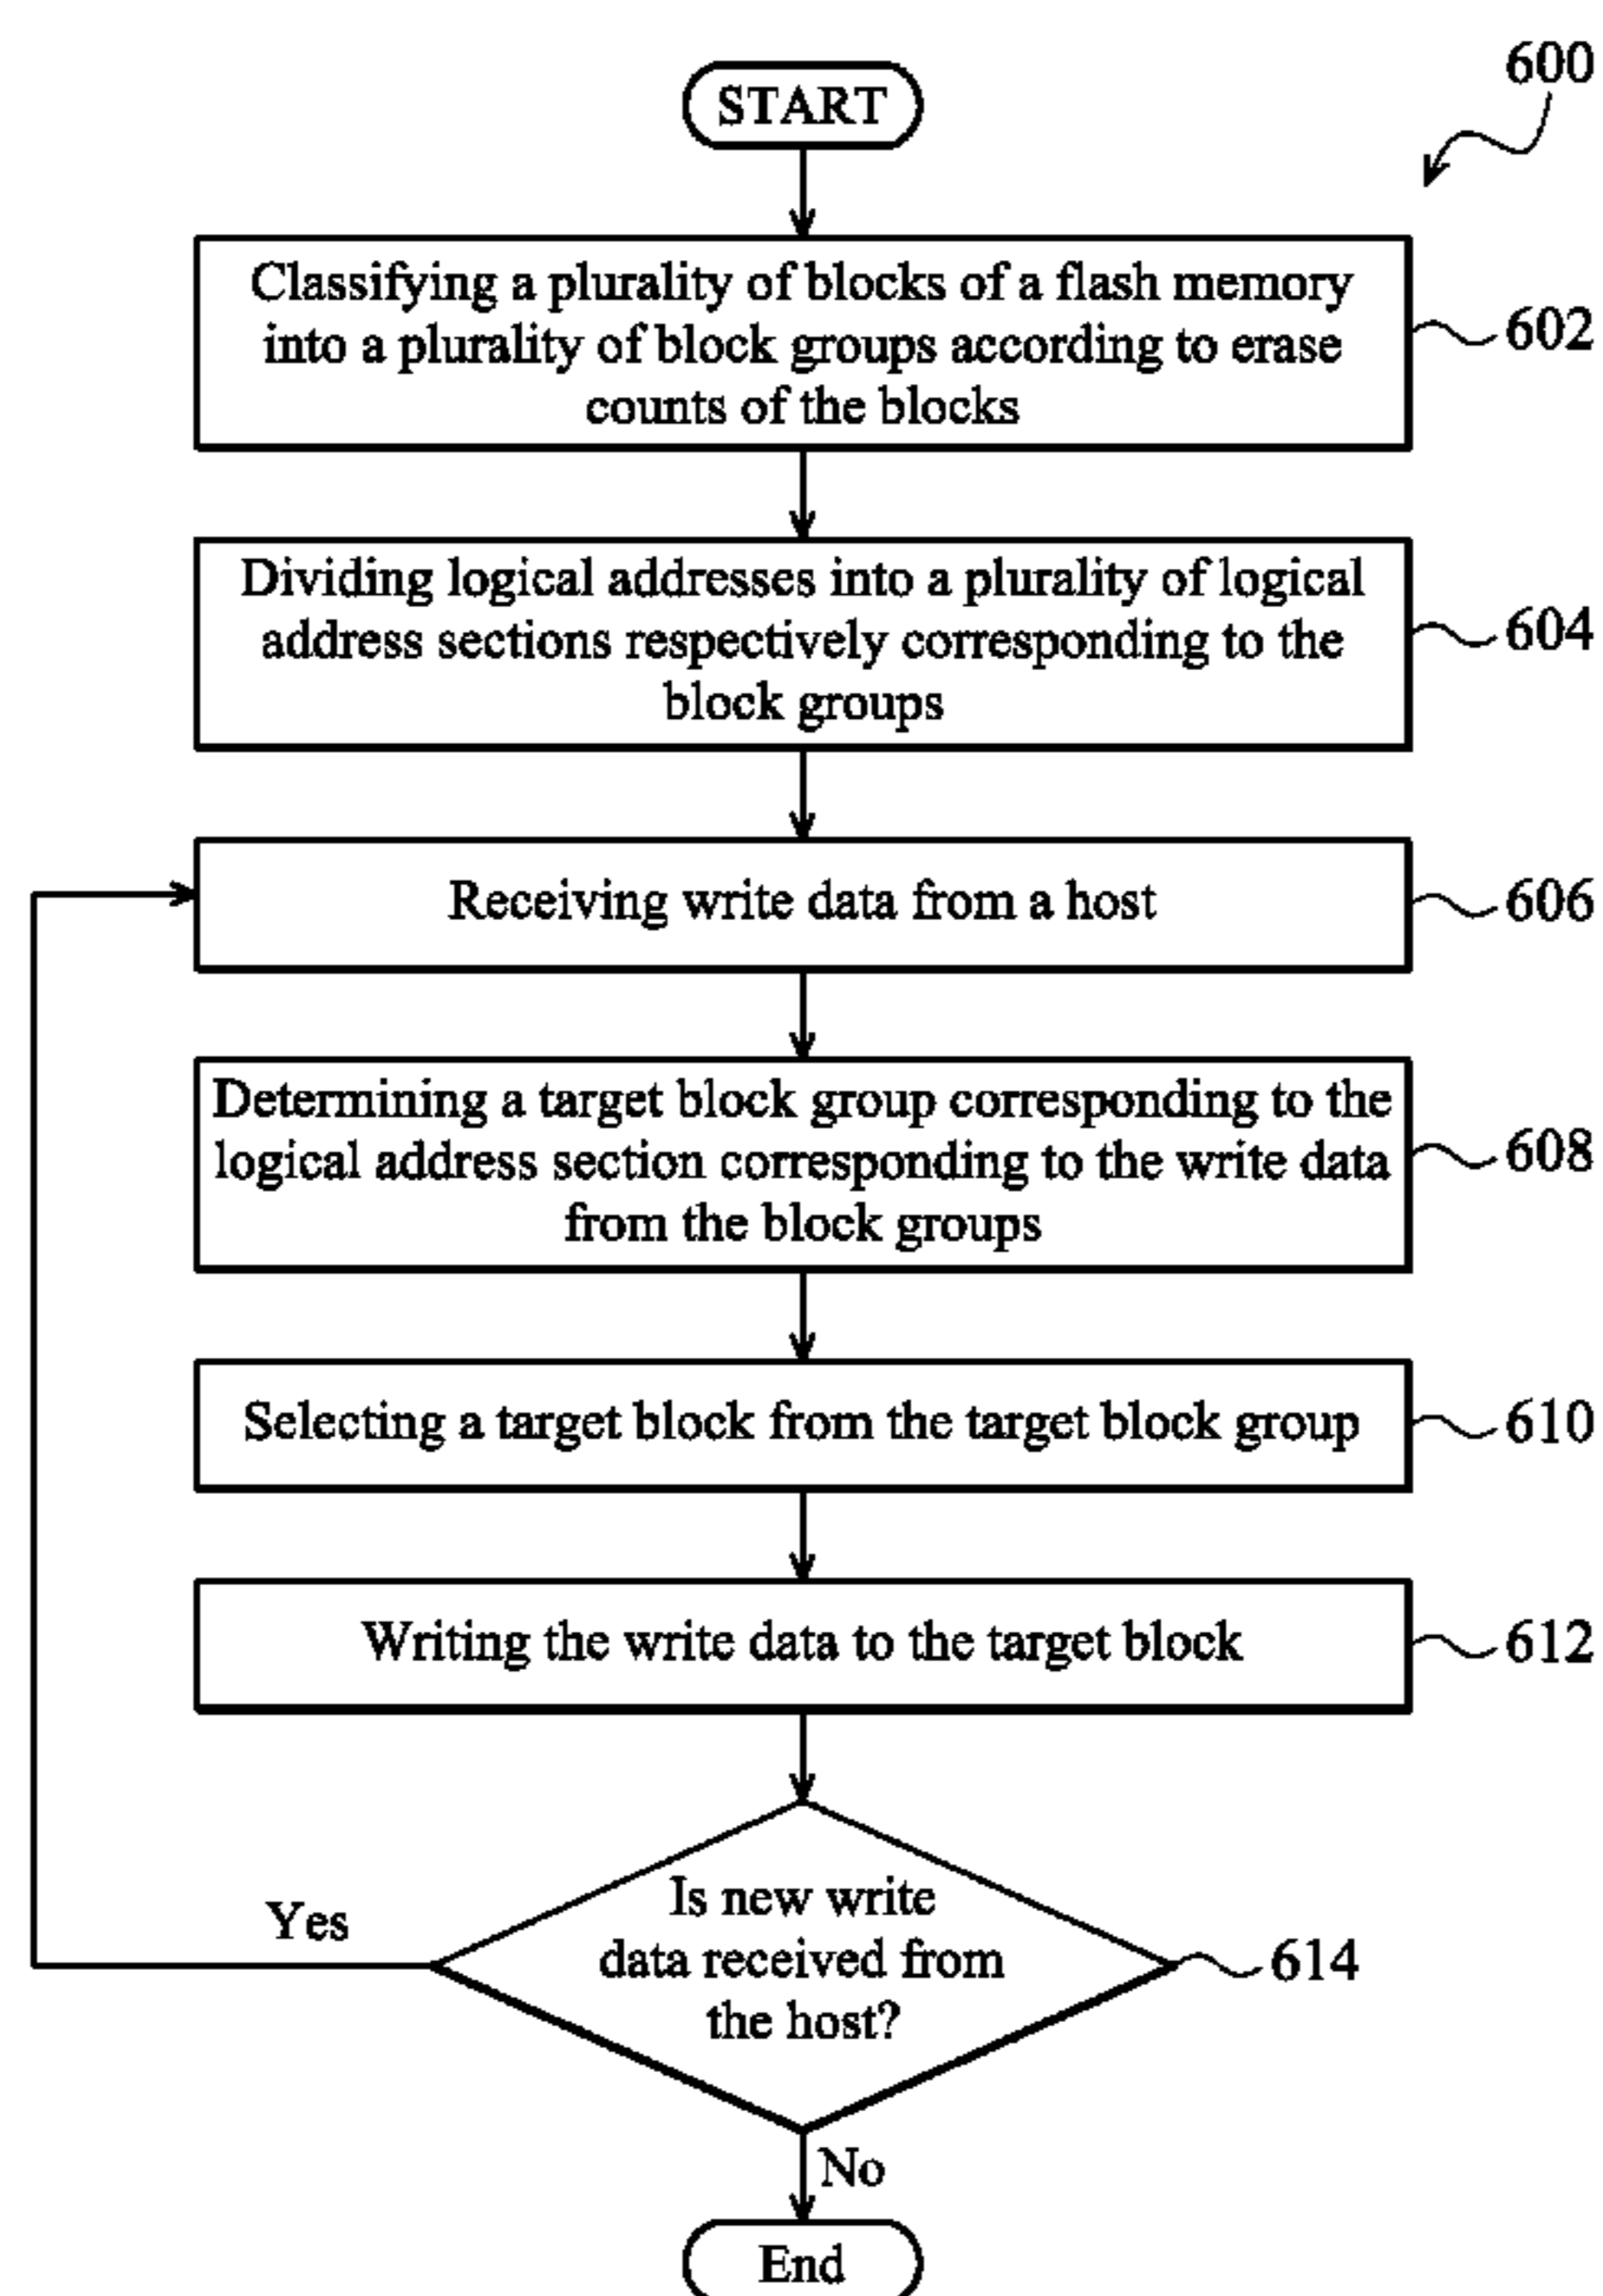 600
START
Classifying a plurality of blocks of a flash memory
into a plurality of block groups according to erase
counts of the blocks
602
Dividing logical addresses into a plurality of logical
address sections respectively corresponding to the
block groups
604
Receiving write data from a host
606
Determining a target block group corresponding to the
logical address section corresponding to the write data
from the block groups
608
Selecting a target block from the target block group
610
Writing the write data to the target block
612
Is new write
data received from
the host?
614
Yes
No
End